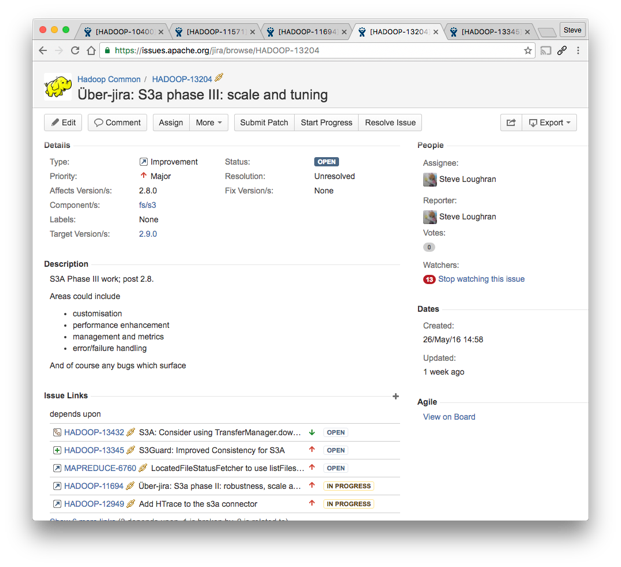 [HADOOP-1040
[HADOOP-1157
[HADOOP-1169
[HADOOP-1320
[HADOOP-1334
Steve
https://issues.apache.org/jira/browse/HADOOP-13204
Hadoop Common / HADOOP-13204
Über-jira: S3a phase III: scale and tuning
Edit Comment Assign More Submit Patch Start Progress Resolve Issue Export
Details
Type: Improvement Status: OPEN
Priority: Major Resolution: Unresolved
Affects Version/s: 2.8.0 Fix Version/s: None
Component/s: fs/s3
Labels: None
Target Version/s: 2.9.0
Description
S3A Phase III work; post 2.8.
Areas could include
• customisation
• performance enhancement
• management and metrics
• error/failure handling
And of course any bugs which surface
Issue Links
depends upon
HADOOP-13432 S3A: Consider using TransferManager.dow... OPEN
HADOOP-13345 S3Guard: Improved Consistency for S3A OPEN
MAPREDUCE-6760 LocatedFileStatusFetcher to use listFiles... OPEN
HADOOP-11694 Über-jira: S3a phase II: robustness, scale a... IN PROGRESS
HADOOP-12949 Add HTrace to the s3a connector IN PROGRESS
People
Assignee:
Steve Loughran
Reporter:
Steve Loughran
Votes:
0
Watchers:
13 Stop watching this issue
Dates
Created:
26/May/16 14:58
Updated:
1 week ago
Agile
View on Board